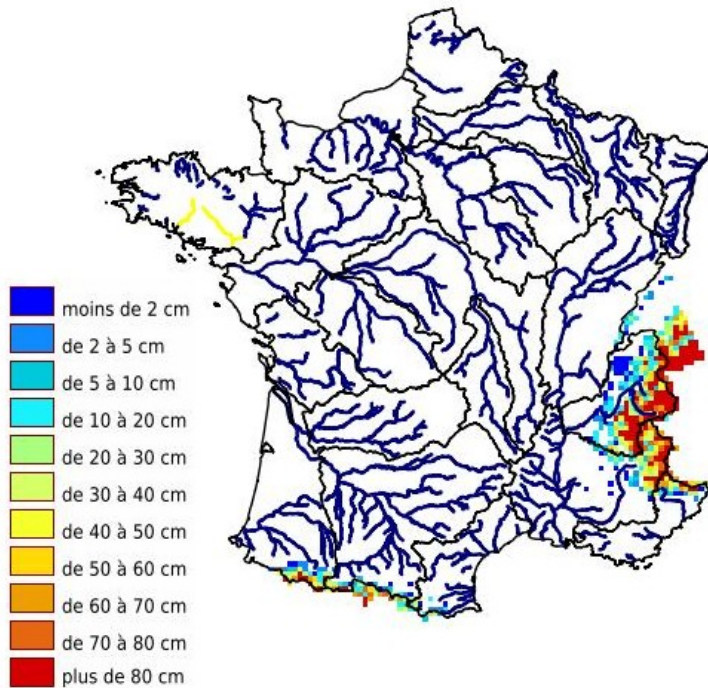 moins de 2 cm
de 2 à 5 cm
de 5 à 10 cm
de 10 à 20 cm
de 20 à 30 cm
de 30 à 40 cm
de 40 à 50 cm
de 50 à 60 cm
de 60 à 70 cm
de 70 à 80 cm
plus de 80 cm